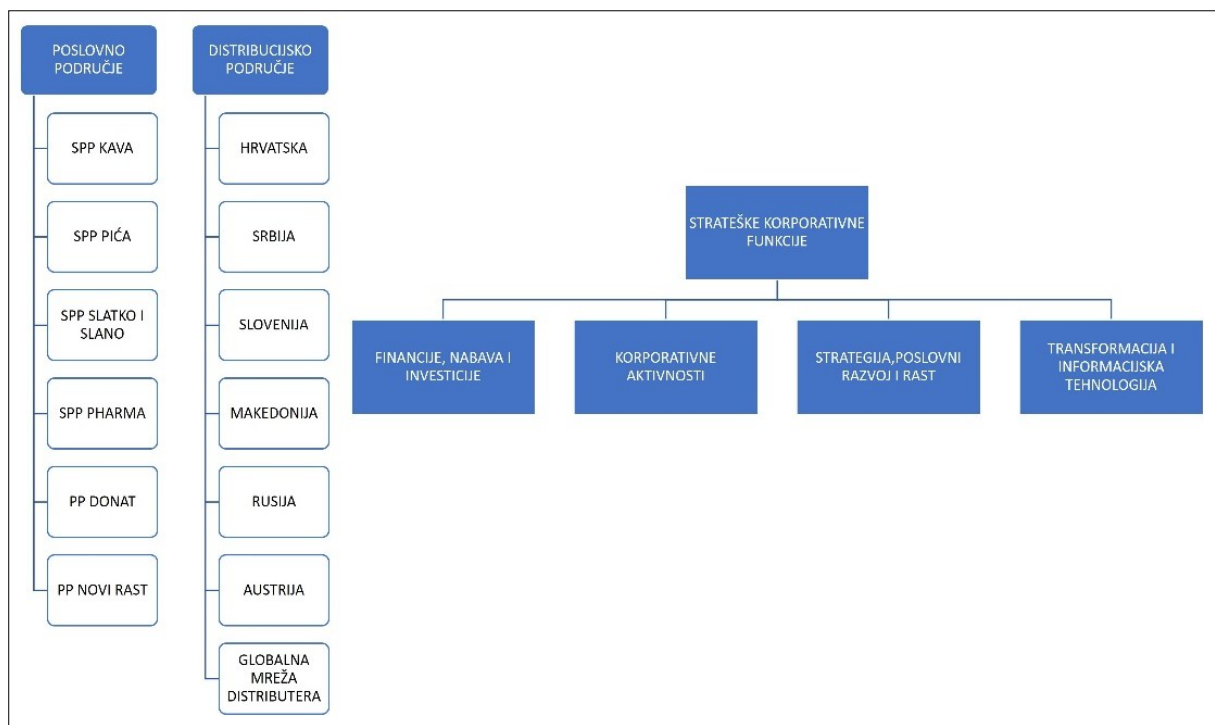 POSLOVNO
PODRUČJE
SPP KAVA
SPP PIĆA
SPP SLATKO I
SLANO
SPP PHARMA
PP DONAT
PP NOVI RAST
DISTRIBUCIJSKO
PODRUČJE
HRVATSKA
SRBIJA
SLOVENIJA
MAKEDONIJA
RUSIJA
AUSTRIJA
GLOBALNA
MREŽA
DISTRIBUTERA
STRATEŠKE KORPORATIVNE
FUNKCIJE
FINANCIJE, NABAVA I
INVESTICIJE
KORPORATIVNE
AKTIVNOSTI
STRATEGIJA,POSLOVNI
RAZVOJ I RAST
TRANSFORMACIJA I
INFORMACIJSKA
TEHNOLOGIJA